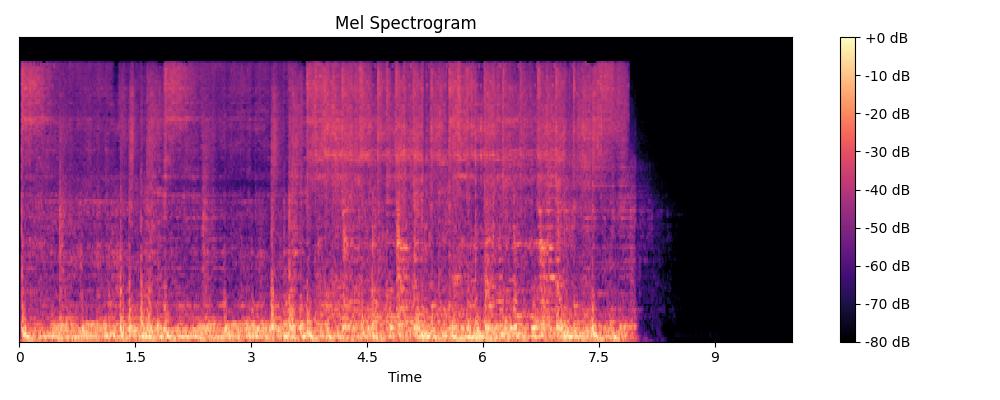 Mel Spectrogram
+0 dB
-10 dB
-20 dB
-30 dB
-40 dB
-50 dB
-60 dB
-70 dB
-80 dB
0 1.5 3 4.5 6 7.5 9
Time